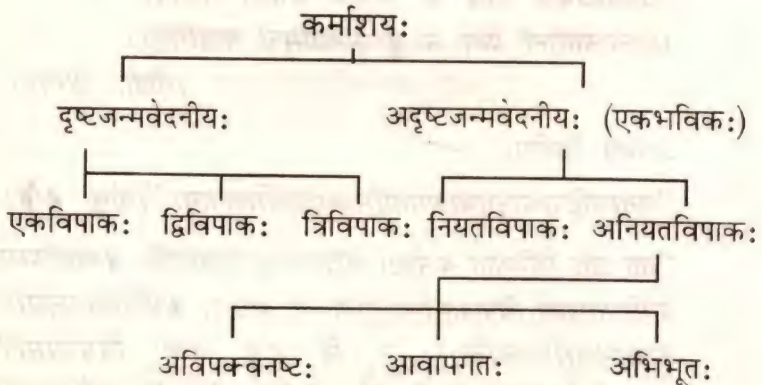 कर्माशयः
दृष्टजन्मवेदनीयः अदृष्टजन्मवेदनीयः (एकभविकः)
एकविपाकः द्विविपाकः त्रिविपाकः नियतविपाकः अनियतविपाकः
अविपक्वनष्टः आवापगतः अभिभूतः